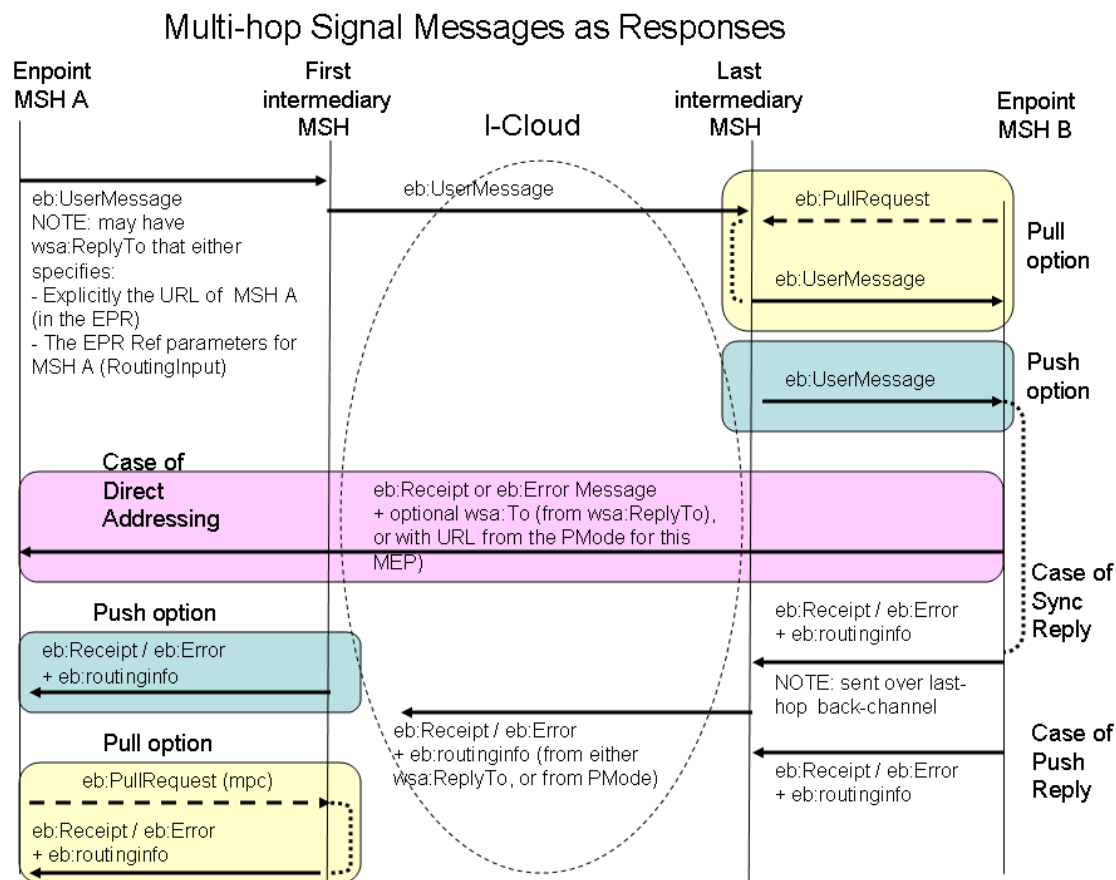 Multi-hop Signal Messages as Responses
Enpoint
MSH A
First
intermediary
MSH
I-Cloud
Last
intermediary
MSH
Enpoint
MSH B
eb:UserMessage
NOTE: may have
wsa:ReplyTo that either
specifies:
- Explicitly the URL of MSH A
(in the EPR)
- The EPR Ref parameters for
MSH A (RoutingInput)
eb:UserMessage
eb:PullRequest
eb:UserMessage
Pull
option
eb:UserMessage
Push
option
Case of
Direct
Addressing
eb:Receipt or eb:Error Message
+ optional wsa:To (from wsa:ReplyTo),
or with URL from the PMode for this
MEP)
Case of
Sync
Reply
eb:Receipt / eb:Error
+ eb:routinginfo
NOTE: sent over last-
hop back-channel
Push option
eb:Receipt / eb:Error
+ eb:routinginfo
eb:Receipt / eb:Error
+ eb:routinginfo (from either
wsa:ReplyTo, or from PMode)
Case of
Push
Reply
eb:Receipt / eb:Error
+ eb:routinginfo
Pull option
eb:PullRequest (mpc)
eb:Receipt / eb:Error
+ eb:routinginfo